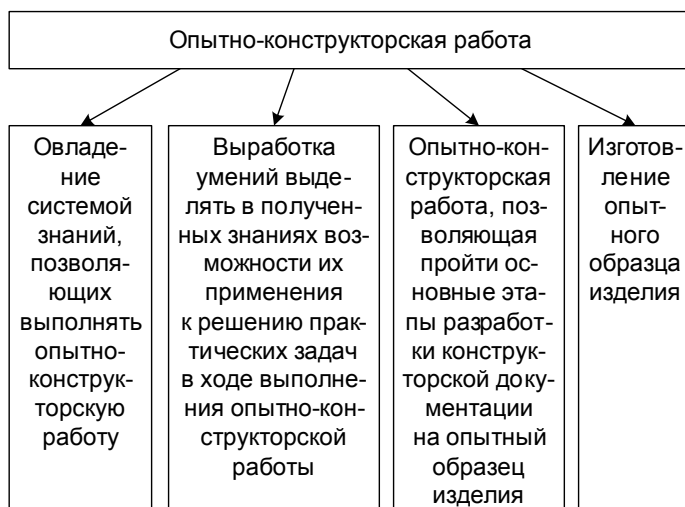 Опытно-конструкторская работа
Овладе-
ние
системой
знаний,
позволя-
ющих
выполнять
опытно-
конструк-
торскую
работу
Выработка
умений выде-
лять в получен-
ных знаниях воз-
можности их
применения
к решению прак-
тических задач
в ходе выполне-
ния опытно-кон-
структорской
работы
Опытно-кон-
структорская
работа, поз-
воляющая
пройти ос-
новные эта-
пы разработ-
ки конструк-
торской доку-
ментации
на опытный
образец
изделия
Изготов-
ление
опыт-
ного
образца
изделия